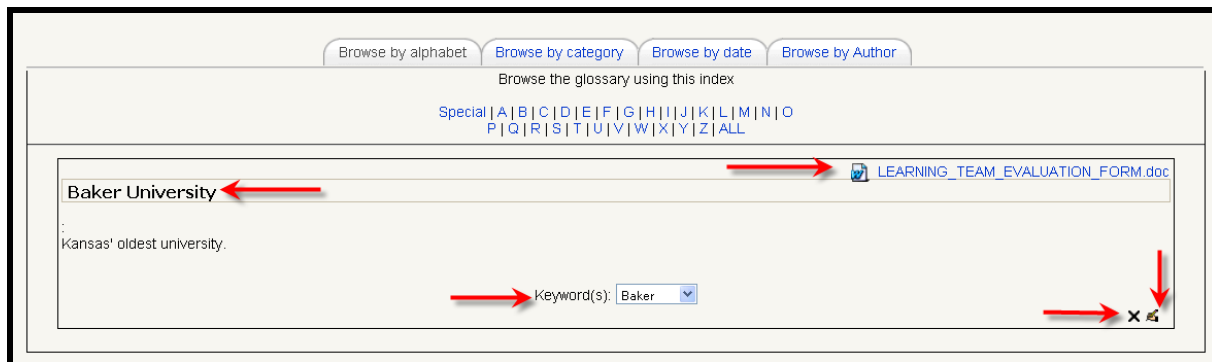 Browse by alphabet Browse by category Browse by date Browse by Author
Browse the glossary using this index
Special | A | B | C | D | E | F | G | H | I | J | K | L | M | N | O
P | Q | R | S | T | U | V | W | X | Y | Z | ALL
LEARNING_TEAM_EVALUATION_FORM.doc
Baker University
:
Kansas' oldest university.
Keyword(s): Baker